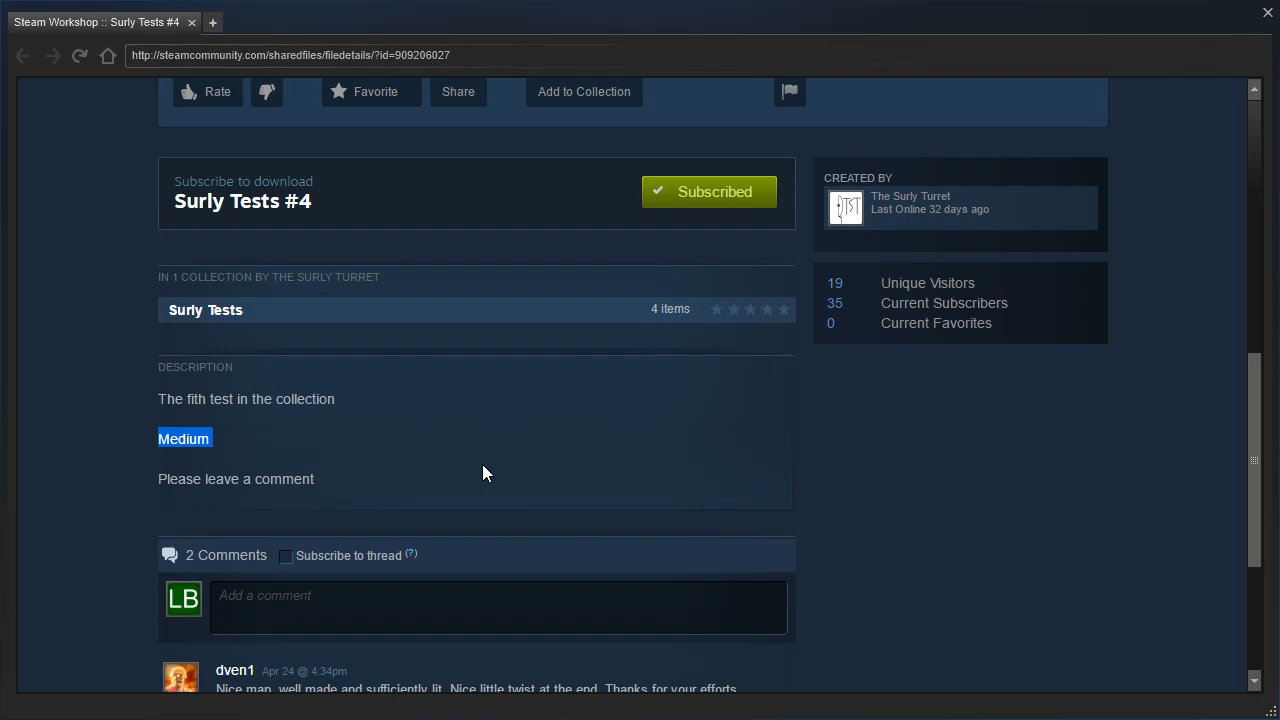 Steam Workshop :: Surly Tests #4
http://steamcommunity.com/sharedfiles/filedetails/?id=909206027
Rate Favorite Share Add to Collection
Subscribe to download
Surly Tests #4
Subscribed
CREATED BY
The Surly Turret
Last Online 32 days ago
IN 1 COLLECTION BY THE SURLY TURRET
Surly Tests 4 items
19 Unique Visitors
35 Current Subscribers
0 Current Favorites
DESCRIPTION
The fith test in the collection
Medium
Please leave a comment
2 Comments Subscribe to thread (?)
LB
Add a comment
dven1 Apr 24 @ 4:34pm
Nice map, well made and sufficiently lit. Nice little twist at the end. Thanks for your efforts